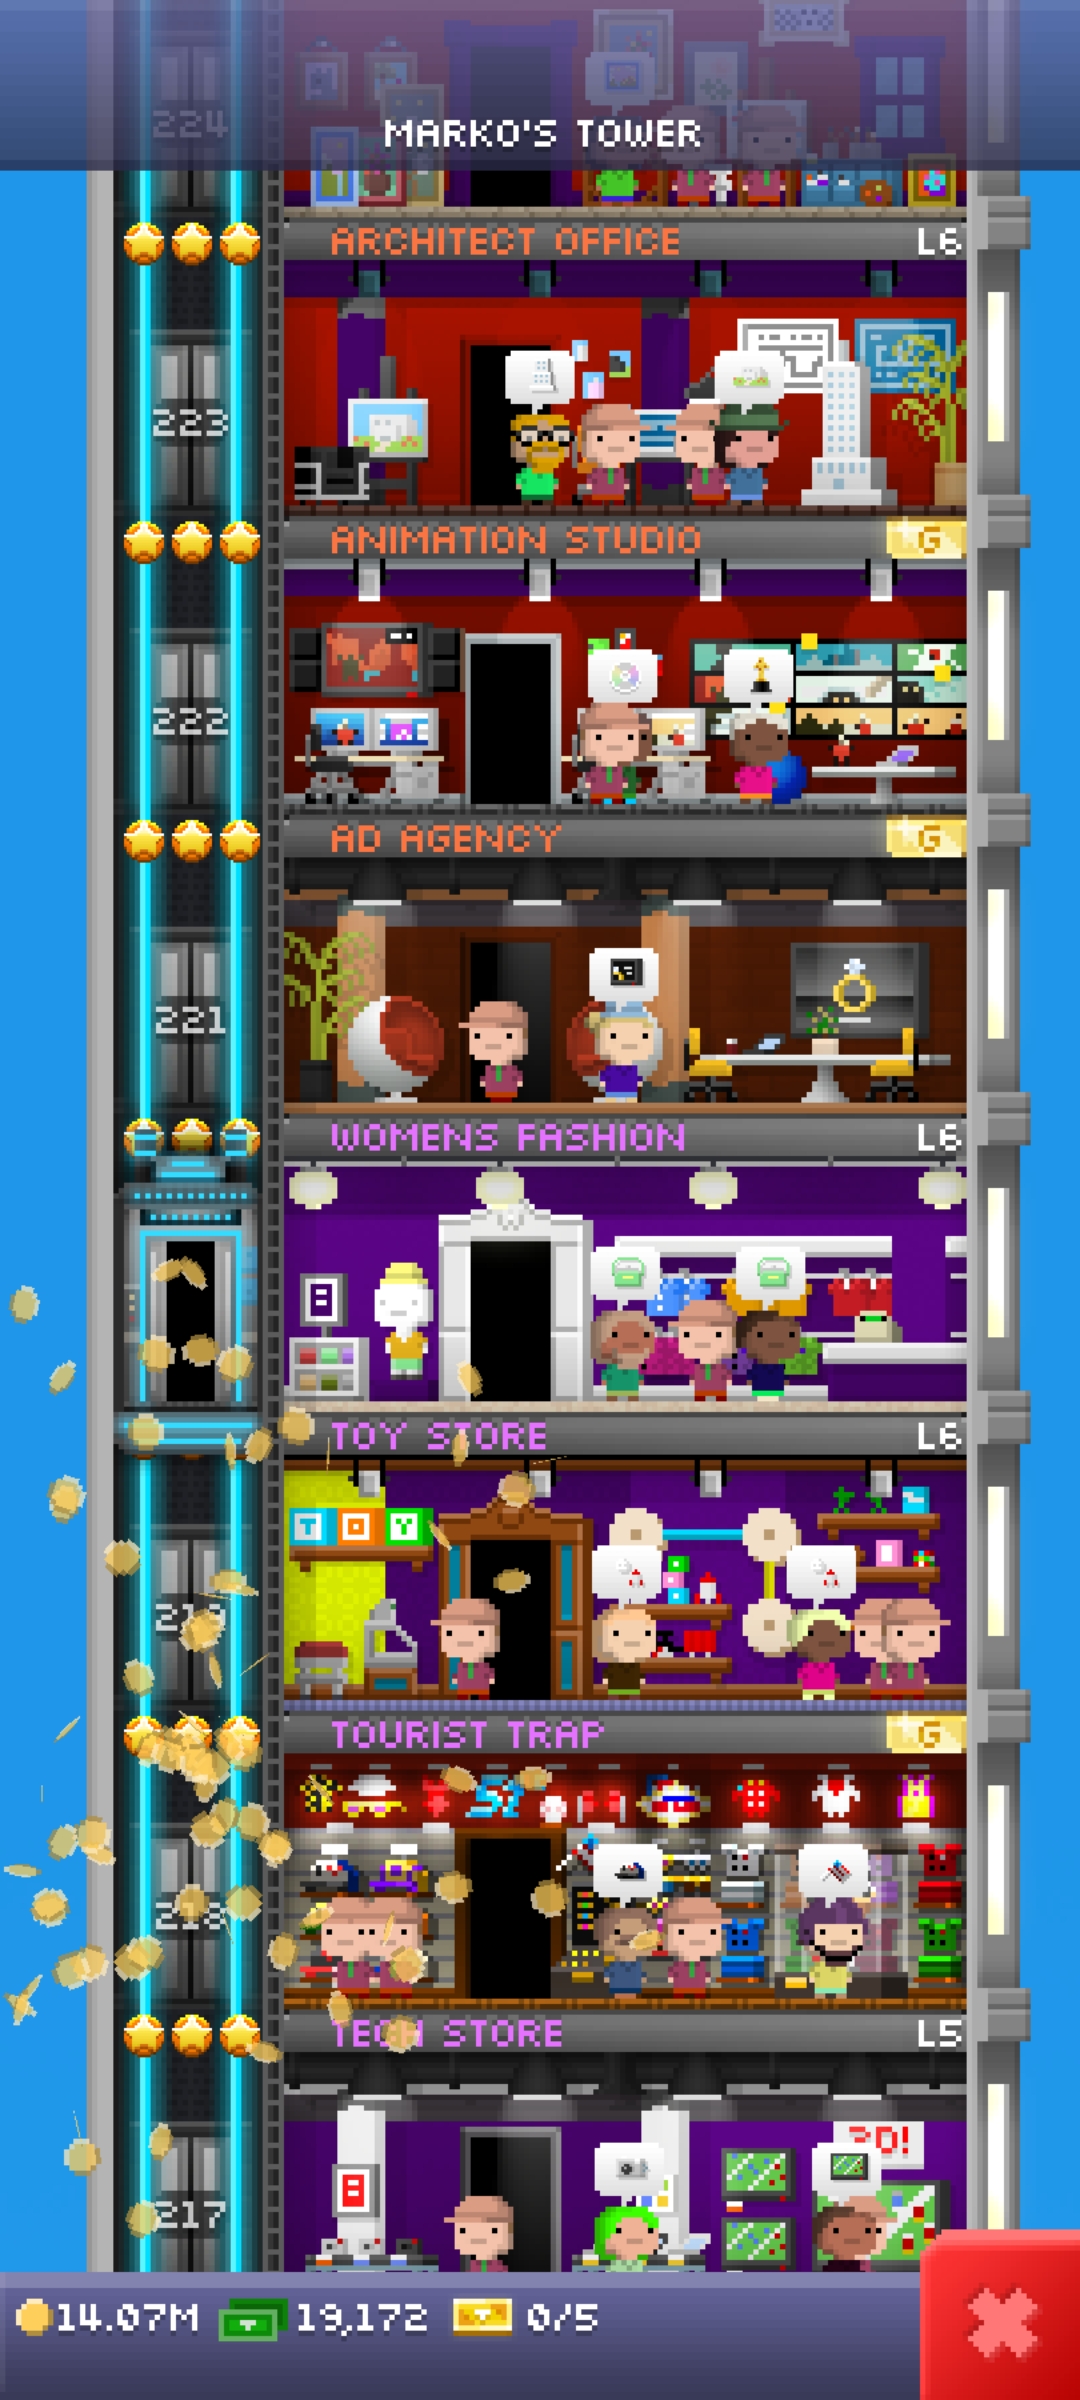 224
MARKO'S TOWER
ARCHITECT OFFICE L6
223
ANIMATION STUDIO G
222
AD AGENCY G
221
WOMENS FASHION L6
8
TOY STORE L6
TOY
219
TOURIST TRAP G
218
TECH STORE L5
8
217
14.07M 19,172 0/5